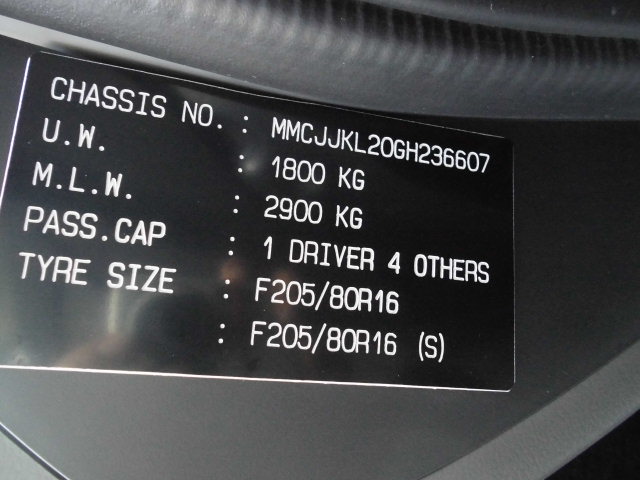 CHASSIS NO. : MMCJJKL20GH236607
U.W. : 1800 KG
M.L.W. : 2900 KG
PASS.CAP : 1 DRIVER 4 OTHERS
TYRE SIZE : F205/80R16
: F205/80R16 (S)